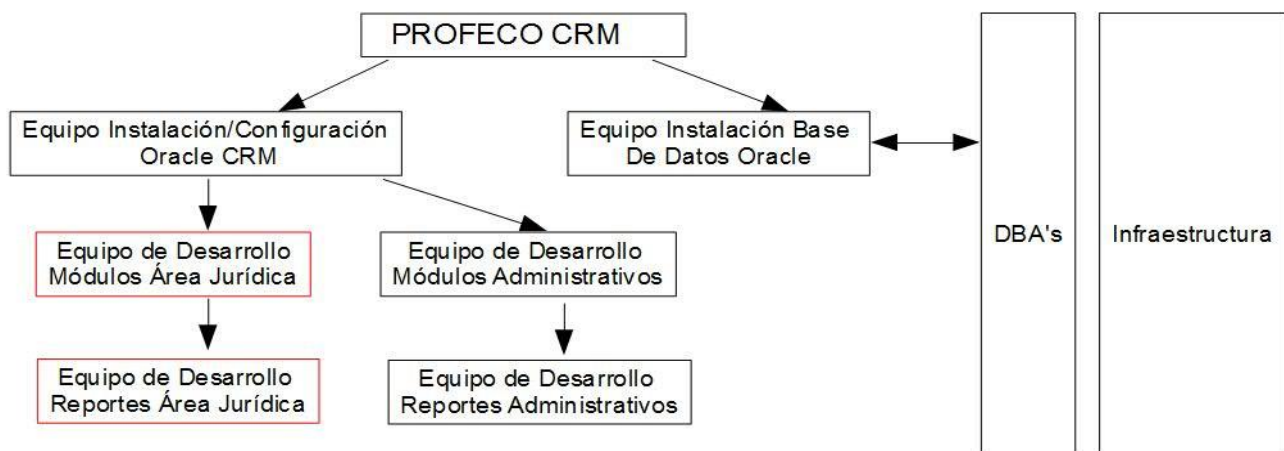 PROFECO CRM
Equipo Instalación/Configuración
Oracle CRM
Equipo Instalación Base
De Datos Oracle
DBA's
Infraestructura
Equipo de Desarrollo
Módulos Área Jurídica
Equipo de Desarrollo
Módulos Administrativos
Equipo de Desarrollo
Reportes Área Jurídica
Equipo de Desarrollo
Reportes Administrativos